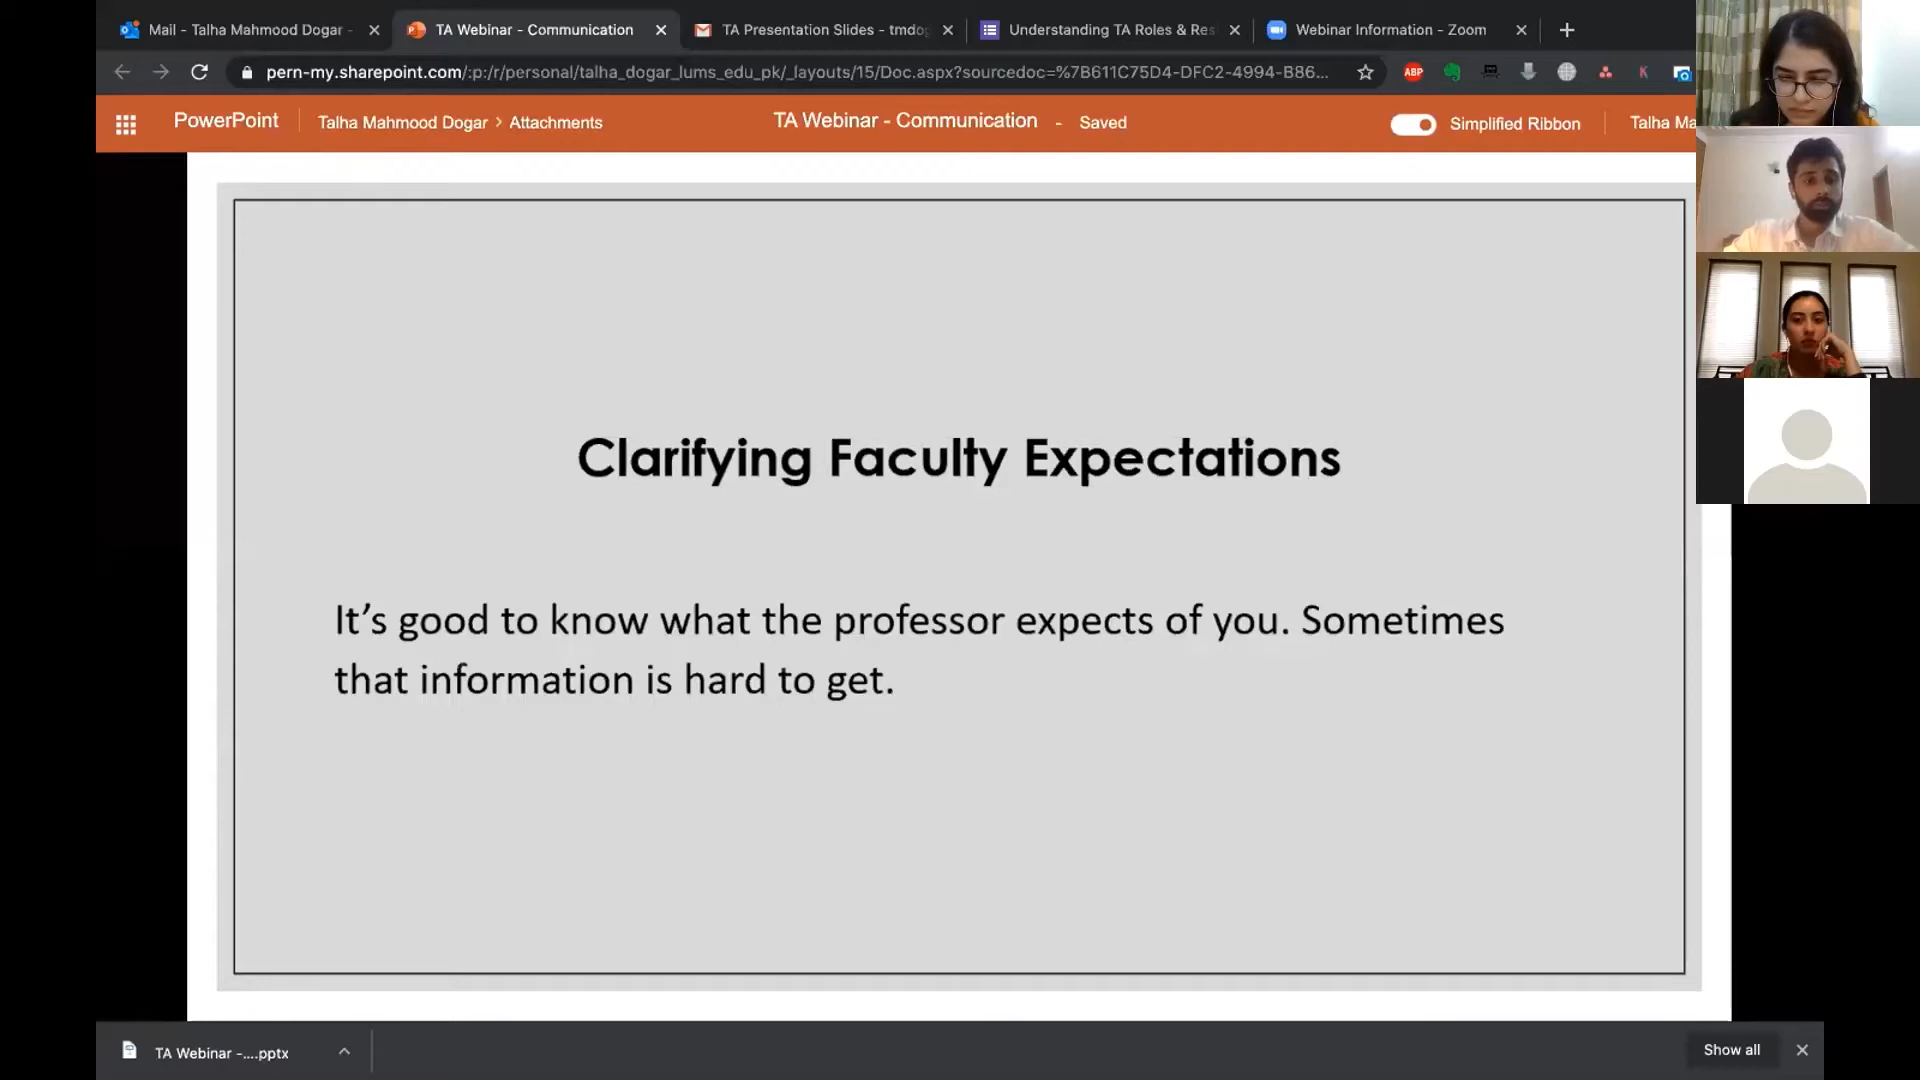 Mail - Talha Mahmood Dogar -
TA Webinar - Communication
TA Presentation Slides - tmdog
Understanding TA Roles & Res
Webinar Information - Zoom
pern-my.sharepoint.com/:p:/r/personal/talha_dogar_lums_edu_pk/_layouts/15/Doc.aspx?sourcedoc=%7B611C75D4-DFC2-4994-B86...
ABP
K
PowerPoint
Talha Mahmood Dogar > Attachments
TA Webinar - Communication - Saved
Simplified Ribbon
Talha Ma
Clarifying Faculty Expectations
It’s good to know what the professor expects of you. Sometimes
that information is hard to get.
TA Webinar -....pptx
Show all